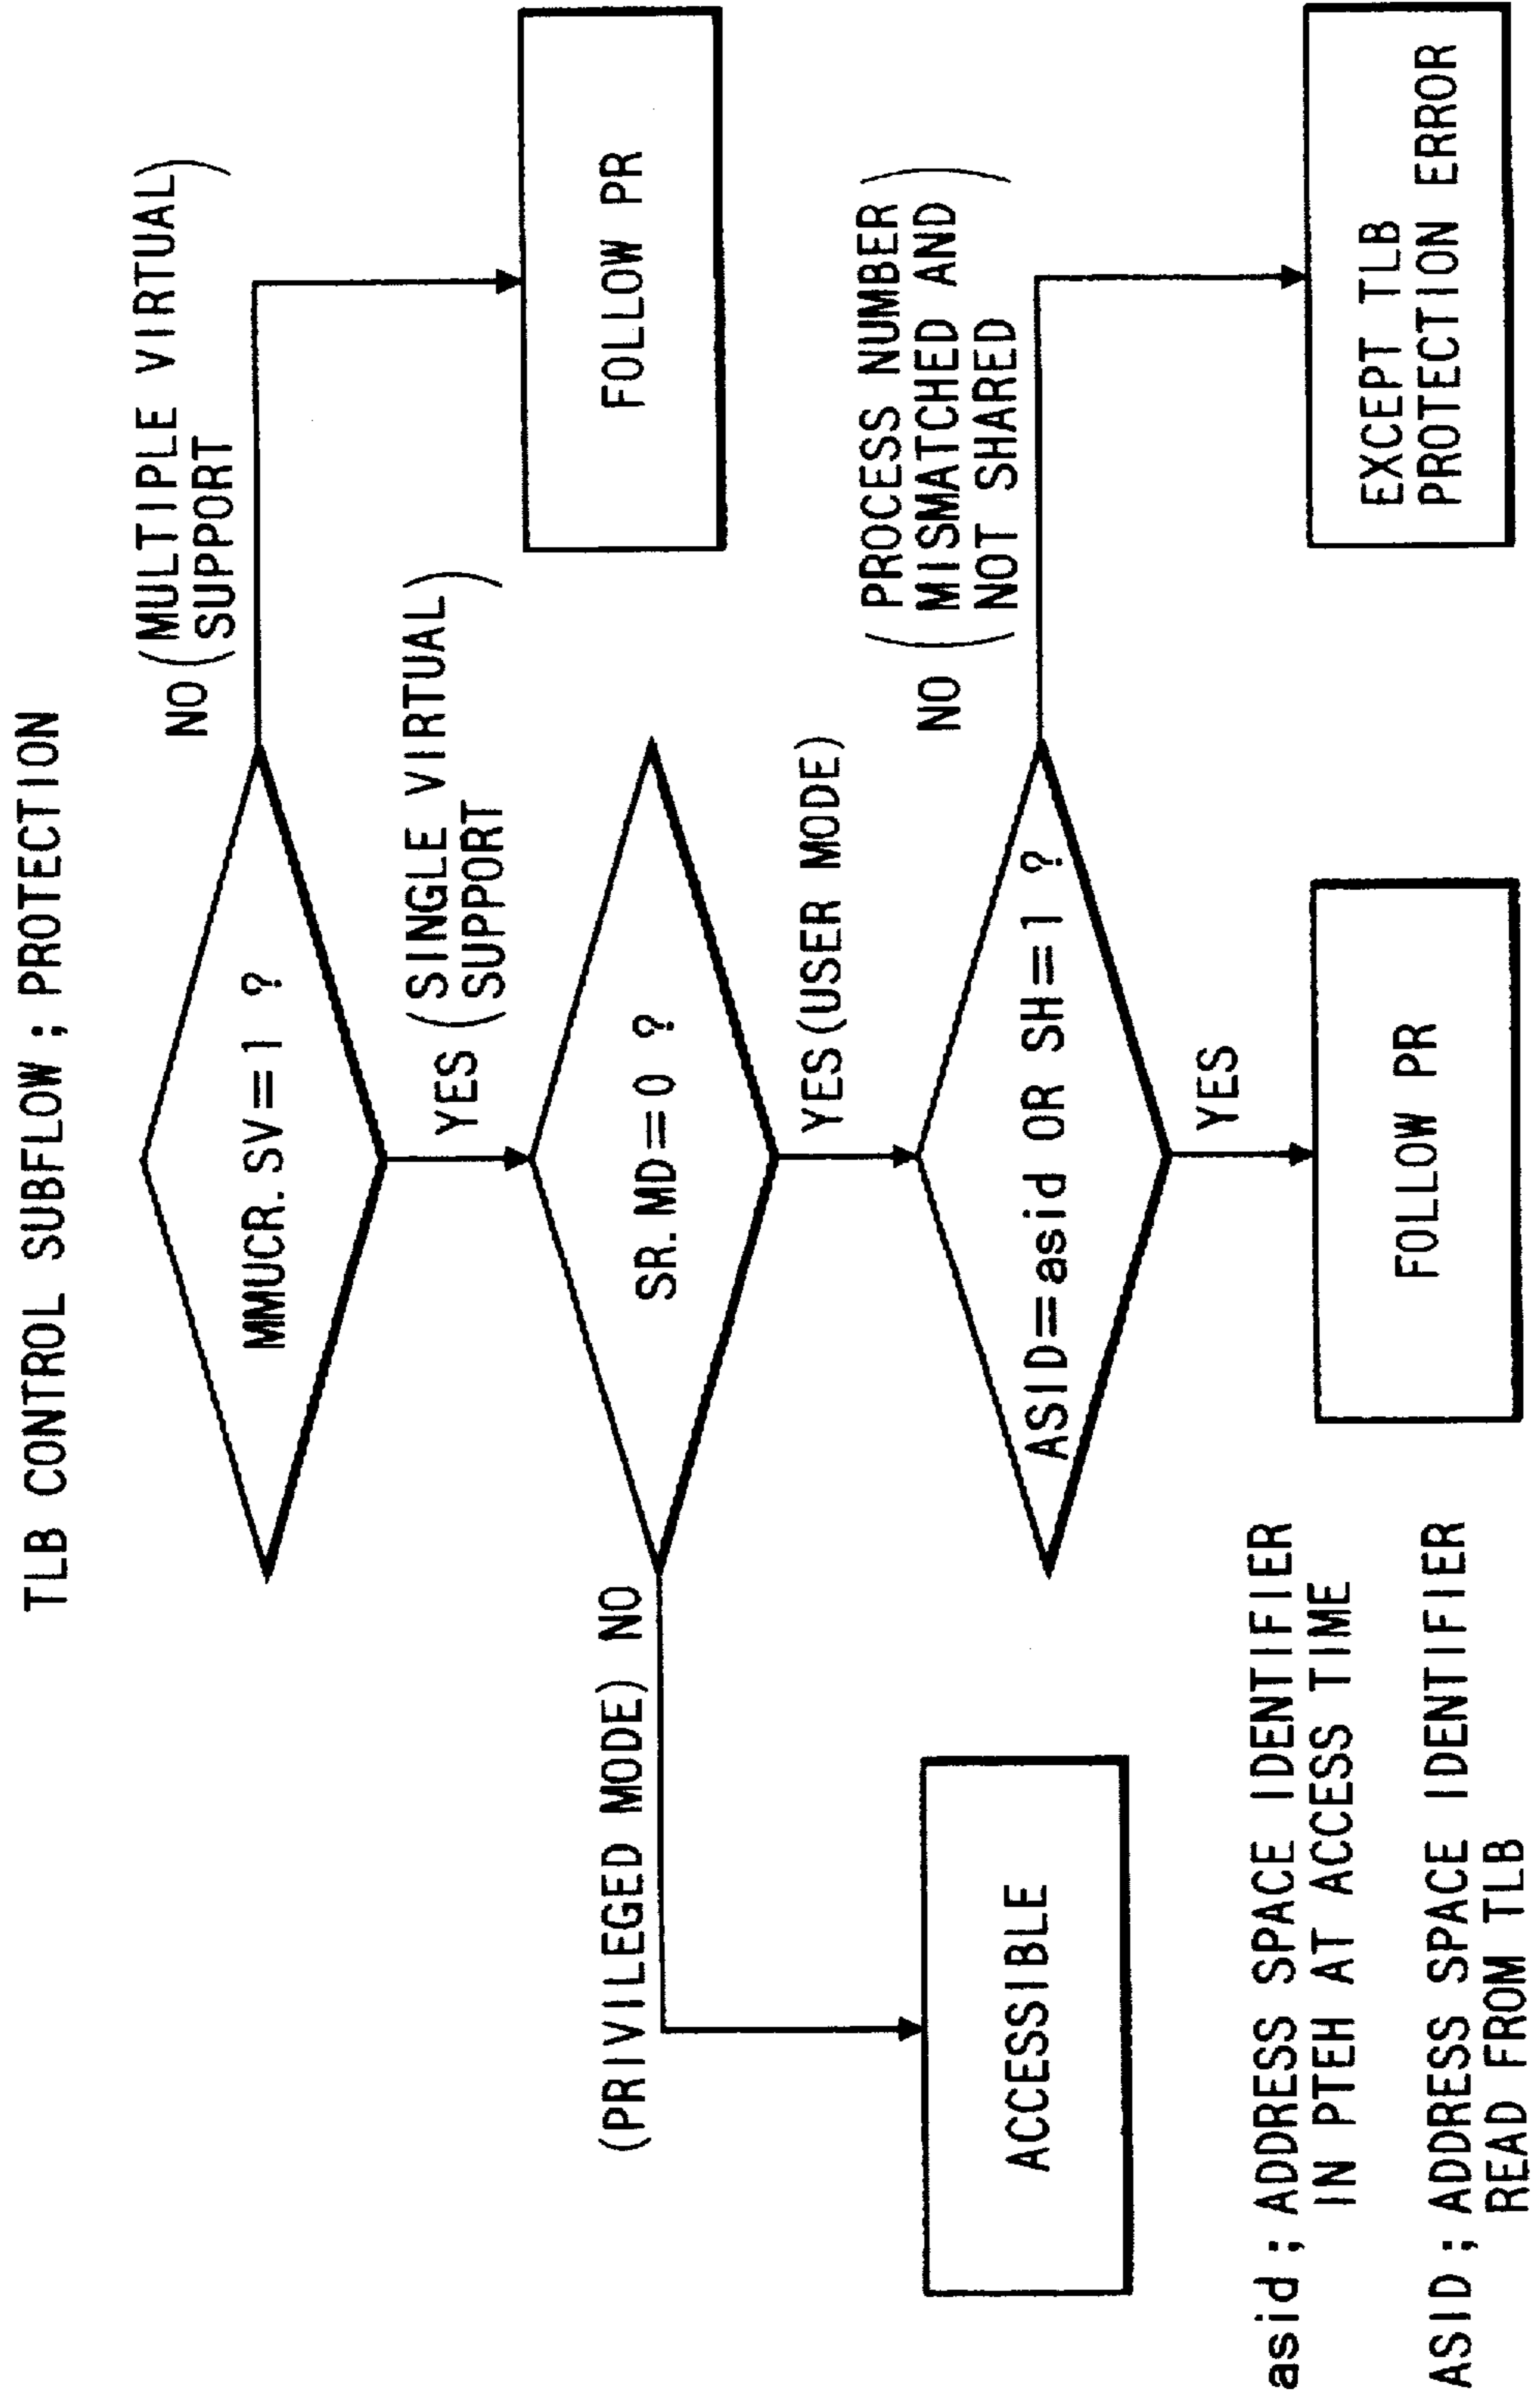 TLB CONTROL SUBFLOW ; PROTECTION
MMUCR. SV=1 ?
NO (MULTIPLE VIRTUAL
SUPPORT)
FOLLOW PR
YES (SINGLE VIRTUAL
SUPPORT)
SR. MD=0 ?
(PRIVILEGED MODE) NO
ACCESSIBLE
YES (USER MODE)
ASID=asid OR SH=1 ?
NO (PROCESS NUMBER
MISMATCHED AND
NOT SHARED)
EXCEPT TLB
PROTECTION ERROR
YES
FOLLOW PR
asid ; ADDRESS SPACE IDENTIFIER
IN PTEH AT ACCESS TIME
ASID ; ADDRESS SPACE IDENTIFIER
READ FROM TLB